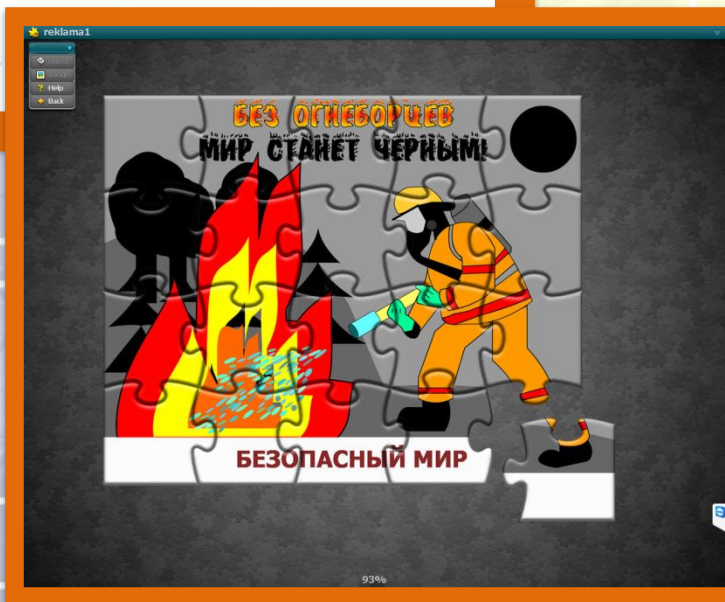 reklama1
Help
Back
БЕЗ ОГНЕБОРЦЕВ
МИР СТАНЕТ ЧЕРНЫМ!
БЕЗОПАСНЫЙ МИР
93%